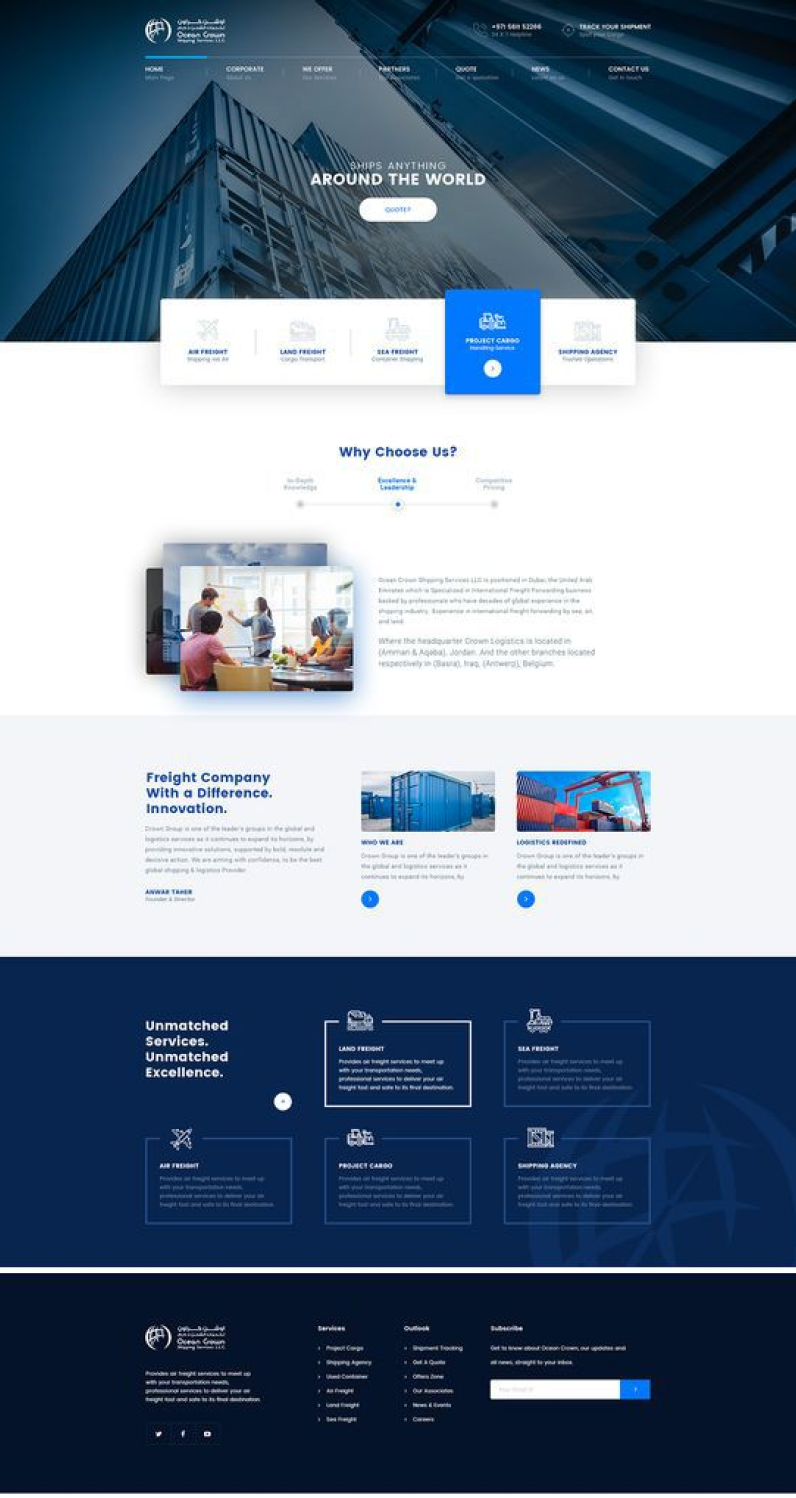 Ocean Crown
Shipping Services L.L.C
+971 5611 52266
24 X 7 Helpline
TRACK YOUR SHIPMENT
HOME
Main Page
CORPORATE
About Us
WE OFFER
Our Services
PARTNERS
QUOTE
Get a quotation
NEWS
CONTACT US
Get in touch
SHIPS ANYTHING
AROUND THE WORLD
QUOTE?
AIR FREIGHT
Shipping via Air
LAND FREIGHT
Cargo Transport
SEA FREIGHT
Container Shipping
PROJECT CARGO
Handling Service
SHIPPING AGENCY
Operations
Why Choose Us?
In-Depth
Knowledge
Excellence &
Leadership
Competitive
Pricing
Ocean Crown Shipping Services LLC is positioned in Dubai, the United Arab
Emirates which is Specialized in International Freight Forwarding business
backed by professionals who have decades of global experience in the
shipping industry. Experience in international freight forwarding by sea, air,
and land.
Where the headquarter Crown Logistics is located in
(Amman & Aqaba), Jordan. And the other branches located
respectively in (Basra), Iraq, (Antwerp), Belgium.
Freight Company
With a Difference.
Innovation.
Crown Group is one of the leader's groups in the global and
logistics services as it continues to expand its horizons, by
providing innovative solutions, supported by bold, resolute and
decisive action. We are aiming with confidence, to be the best
global shipping & logistics Provider.
ANWAR TAHER
Founder & Director
WHO WE ARE
Crown Group is one of the leader's groups in
the global and logistics services as it
continues to expand its horizons, by
LOGISTICS REDEFINED
Crown Group is one of the leader's groups in
the global and logistics services as it
continues to expand its horizons, by
Unmatched
Services.
Unmatched
Excellence.
LAND FREIGHT
Provides air freight services to meet up
with your transportation needs,
professional services to deliver your air
freight fast and safe to its final destination.
SEA FREIGHT
Provides air freight services to meet up
with your transportation needs,
professional services to deliver your air
freight fast and safe to its final destination.
AIR FREIGHT
Provides air freight services to meet up
with your transportation needs,
professional services to deliver your air
freight fast and safe to its final destination.
PROJECT CARGO
Provides air freight services to meet up
with your transportation needs,
professional services to deliver your air
freight fast and safe to its final destination.
SHIPPING AGENCY
Provides air freight services to meet up
with your transportation needs,
professional services to deliver your air
freight fast and safe to its final destination.
Ocean Crown
Shipping Services L.L.C
Provides air freight services to meet up
with your transportation needs,
professional services to deliver your air
freight fast and safe to its final destination.
Services
Project Cargo
Shipping Agency
Used Container
Air Freight
Land Freight
Sea Freight
Outlook
Shipment Tracking
Get A Quote
Offers Zone
Our Associates
News & Events
Careers
Subscribe
Get to know about Ocean Crown, our updates and
all news, straight to your inbox.
Your Email ID